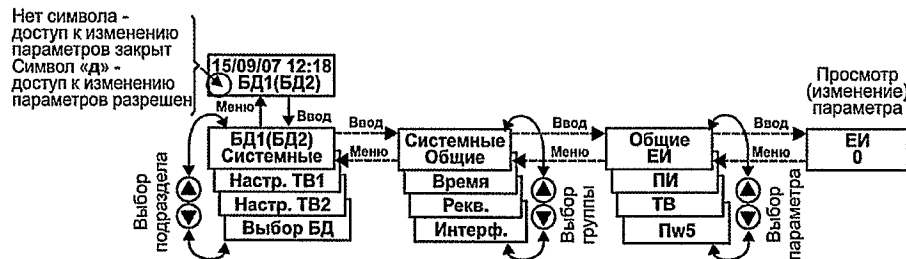 Нет символа -
доступ к изменению
параметров закрыт
Символ «д» -
доступ к изменению
параметров разрешен
15/09/07 12:18
БД1(БД2)
Меню
Ввод
БД1(БД2)
Системные
Настр. ТВ1
Настр. ТВ2
Выбор БД
Выбор
подраздела
Ввод
Меню
Системные
Общие
Время
Рекв.
Интерф.
Выбор
группы
Ввод
Меню
Общие
ЕИ
ПИ
ТВ
Пw5
Выбор
параметра
Ввод
Меню
Просмотр
(изменение)
параметра
ЕИ
0